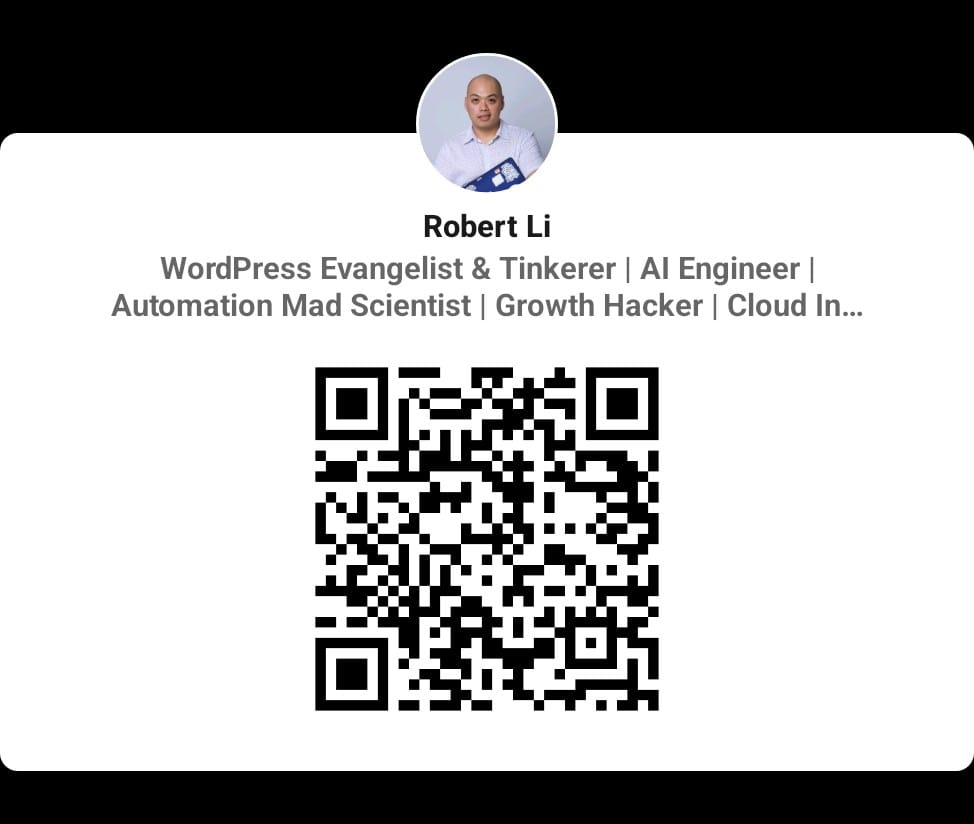 Robert Li
WordPress Evangelist & Tinkerer | AI Engineer |
Automation Mad Scientist | Growth Hacker | Cloud In…